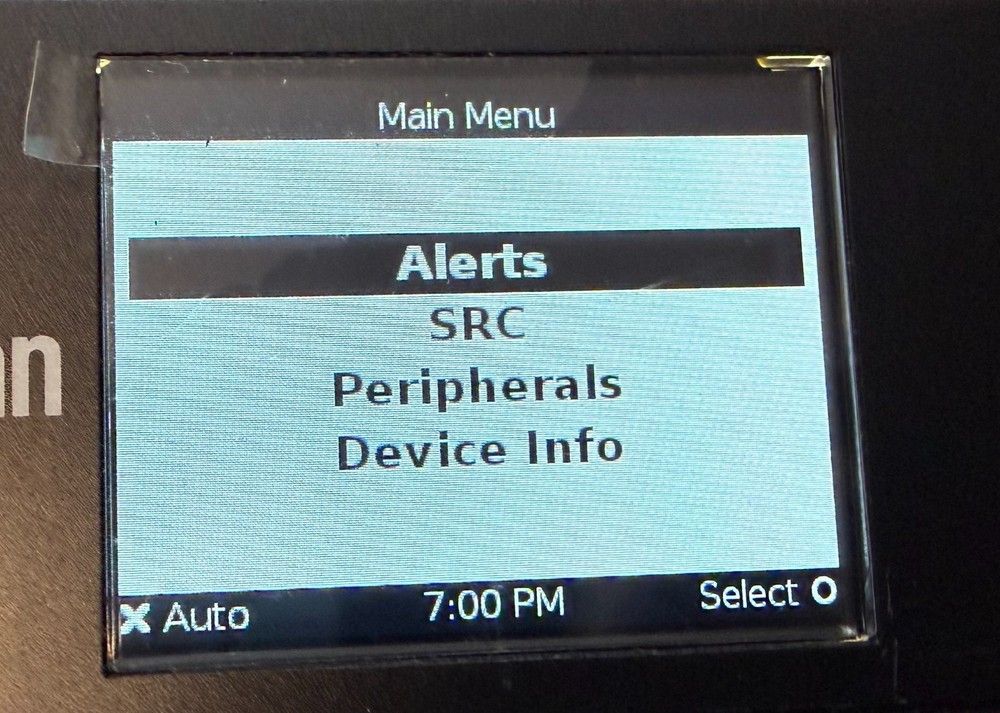 Main Menu
Alerts
SRC
Peripherals
Device Info
Auto 7:00 PM Select